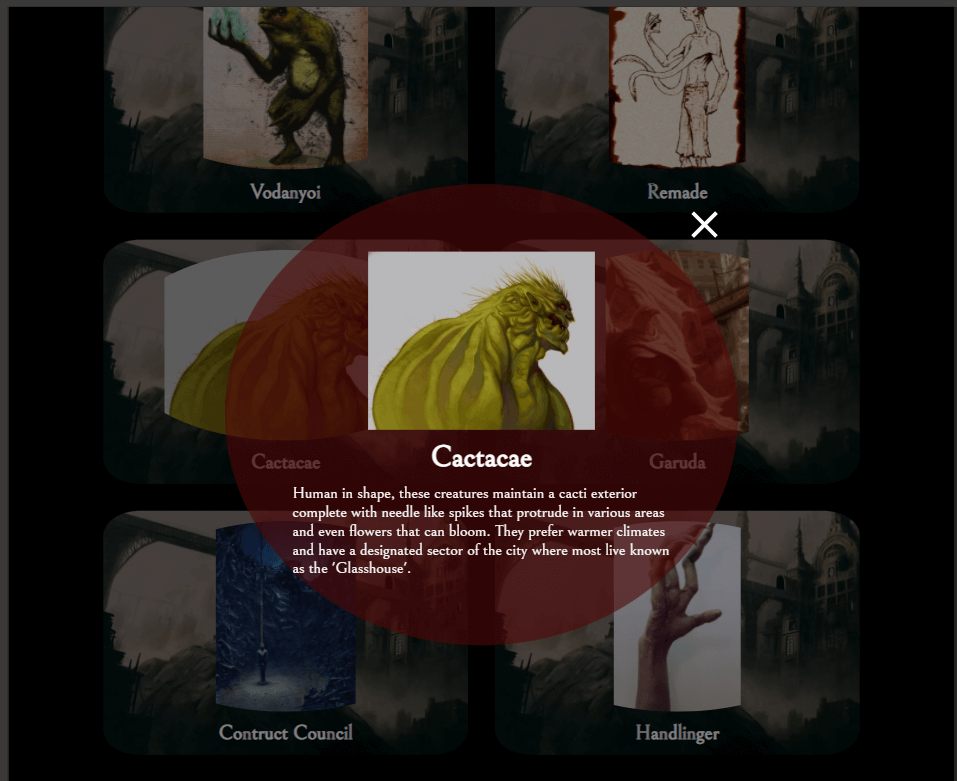 Vodanyoi
Remade
Cactacae
Garuda
Cactacae
Human in shape, these creatures maintain a cacti exterior
complete with needle like spikes that protrude in various areas
and even flowers that can bloom. They prefer warmer climates
and have a designated sector of the city where most live known
as the 'Glasshouse'.
Contruct Council
Handlinger